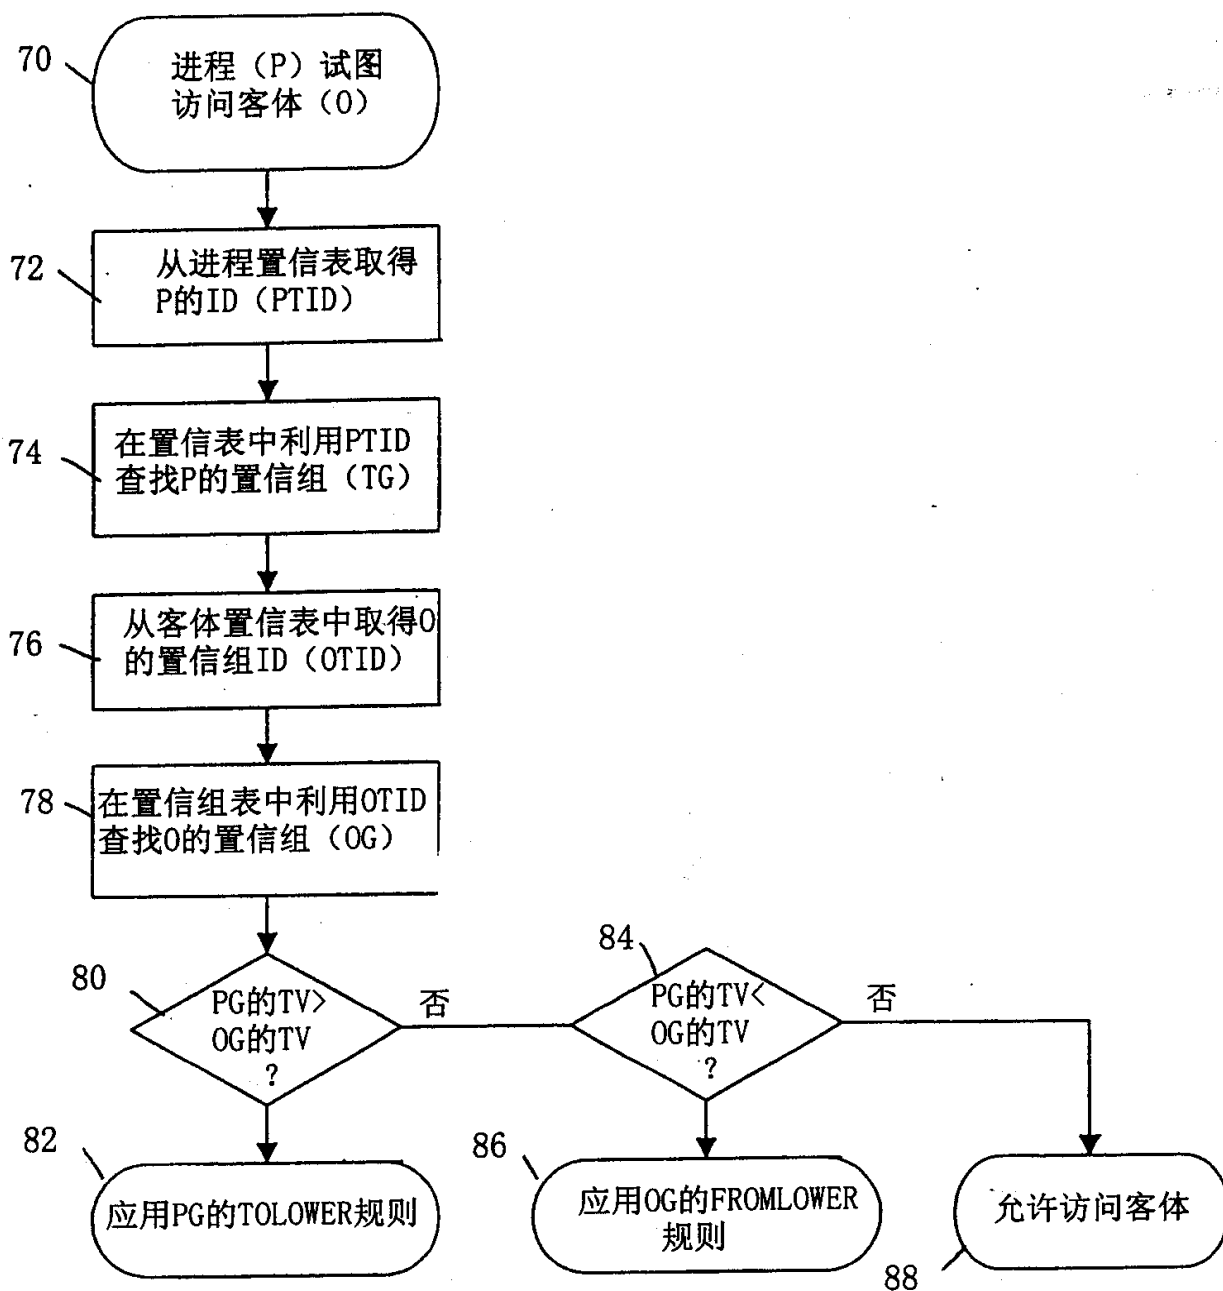 70
进程（P）试图
访问客体（O）
72
从进程置信表取得
P的ID（PTID）
74
在置信表中利用PTID
查找P的置信组（TG）
76
从客体置信表中取得O
的置信组ID（OTID）
78
在置信组表中利用OTID
查找O的置信组（OG）
80
PG的TV>
OG的TV
?
否
84
PG的TV<
OG的TV
?
否
82
应用PG的TOLOWER规则
86
应用OG的FROMLOWER
规则
允许访问客体
88